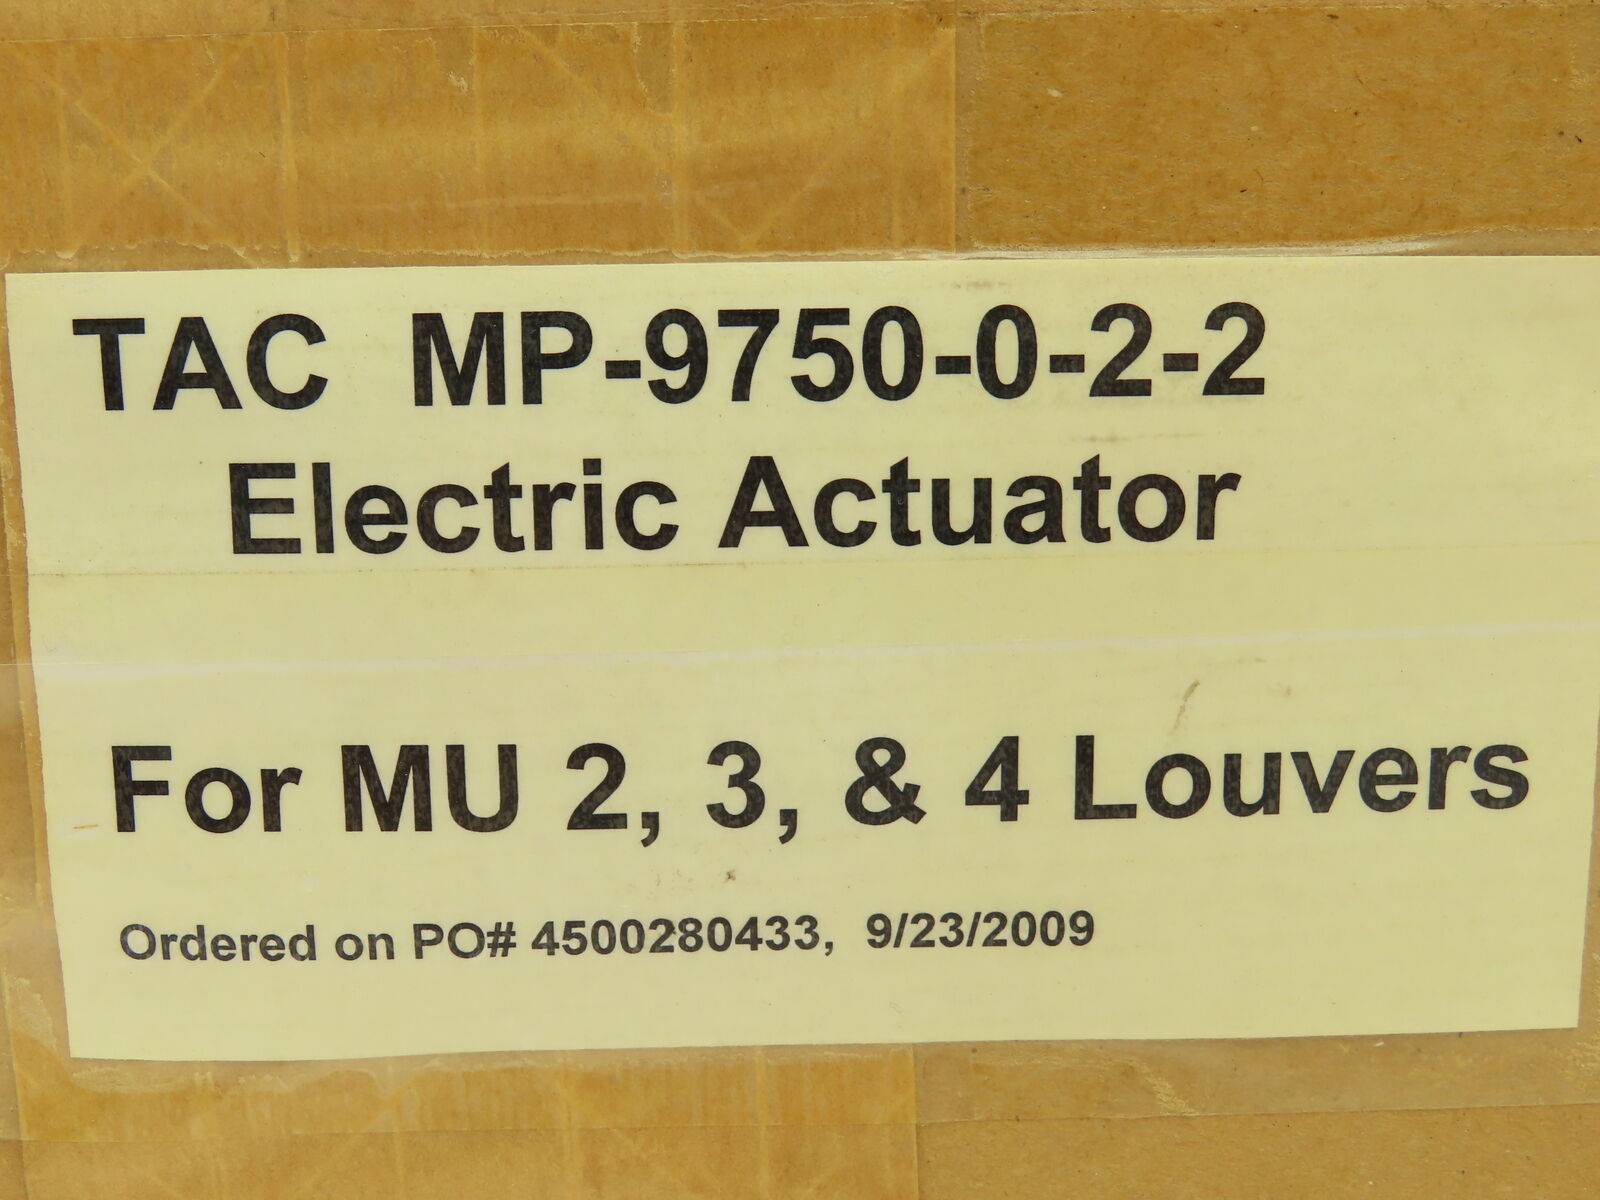 TAC MP-9750-0-2-2
Electric Actuator
For MU 2, 3, & 4 Louvers
Ordered on PO# 4500280433, 9/23/2009